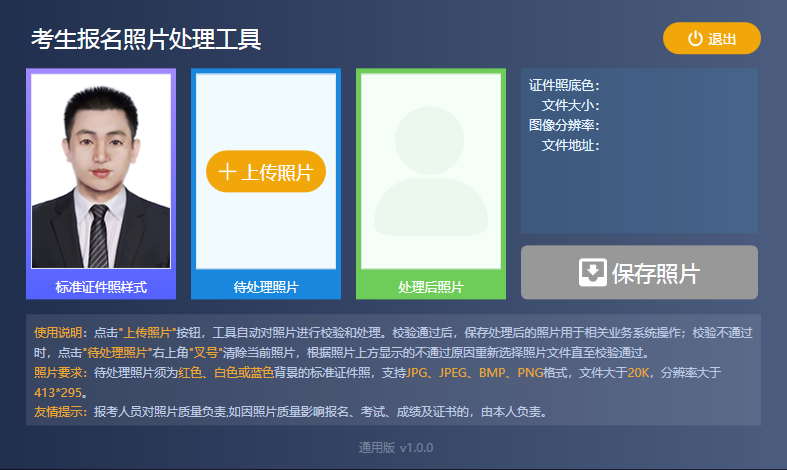 考生报名照片处理工具
退出
上传照片
标准证件照样式
待处理照片
处理后照片
证件照底色：
文件大小：
图像分辨率：
文件地址：
保存照片
使用说明：点击"上传照片"按钮，工具自动对照片进行校验和处理。校验通过后，保存处理后的照片用于相关业务系统操作；校验不通过
时，点击"待处理照片"右上角"叉号"清除当前照片，根据照片上方显示的不通过原因重新选择照片文件直至校验通过。
照片要求：待处理照片须为红色、白色或蓝色背景的标准证件照，支持JPG、JPEG、BMP、PNG格式，文件大于20K，分辨率大于
413*295。
友情提示：报考人员对照片质量负责,如因照片质量影响报名、考试、成绩及证书的，由本人负责。
通用版 v1.0.0